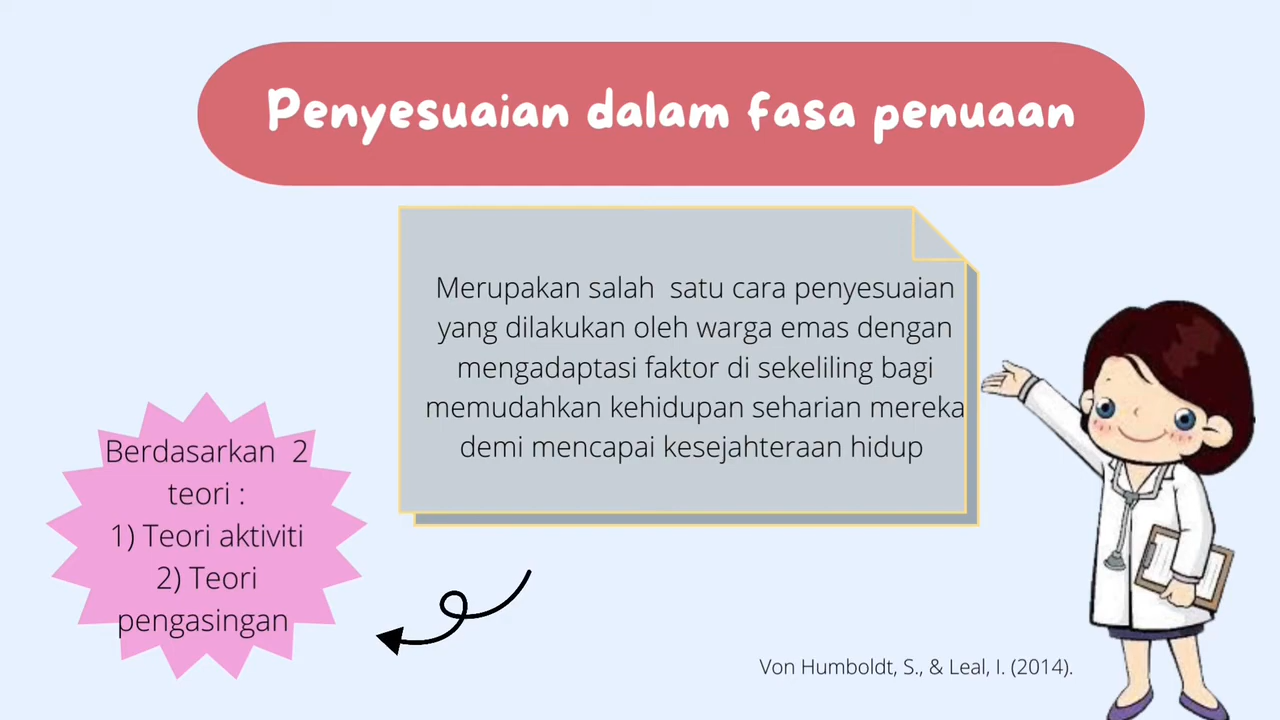 Penyesuaian dalam fasa penuaan
Merupakan salah satu cara penyesuaian
yang dilakukan oleh warga emas dengan
mengadaptasi faktor di sekeliling bagi
memudahkan kehidupan seharian mereka
demi mencapai kesejahteraan hidup
Berdasarkan 2
teori :
1) Teori aktiviti
2) Teori
pengasingan
Von Humboldt, S., & Leal, I. (2014).